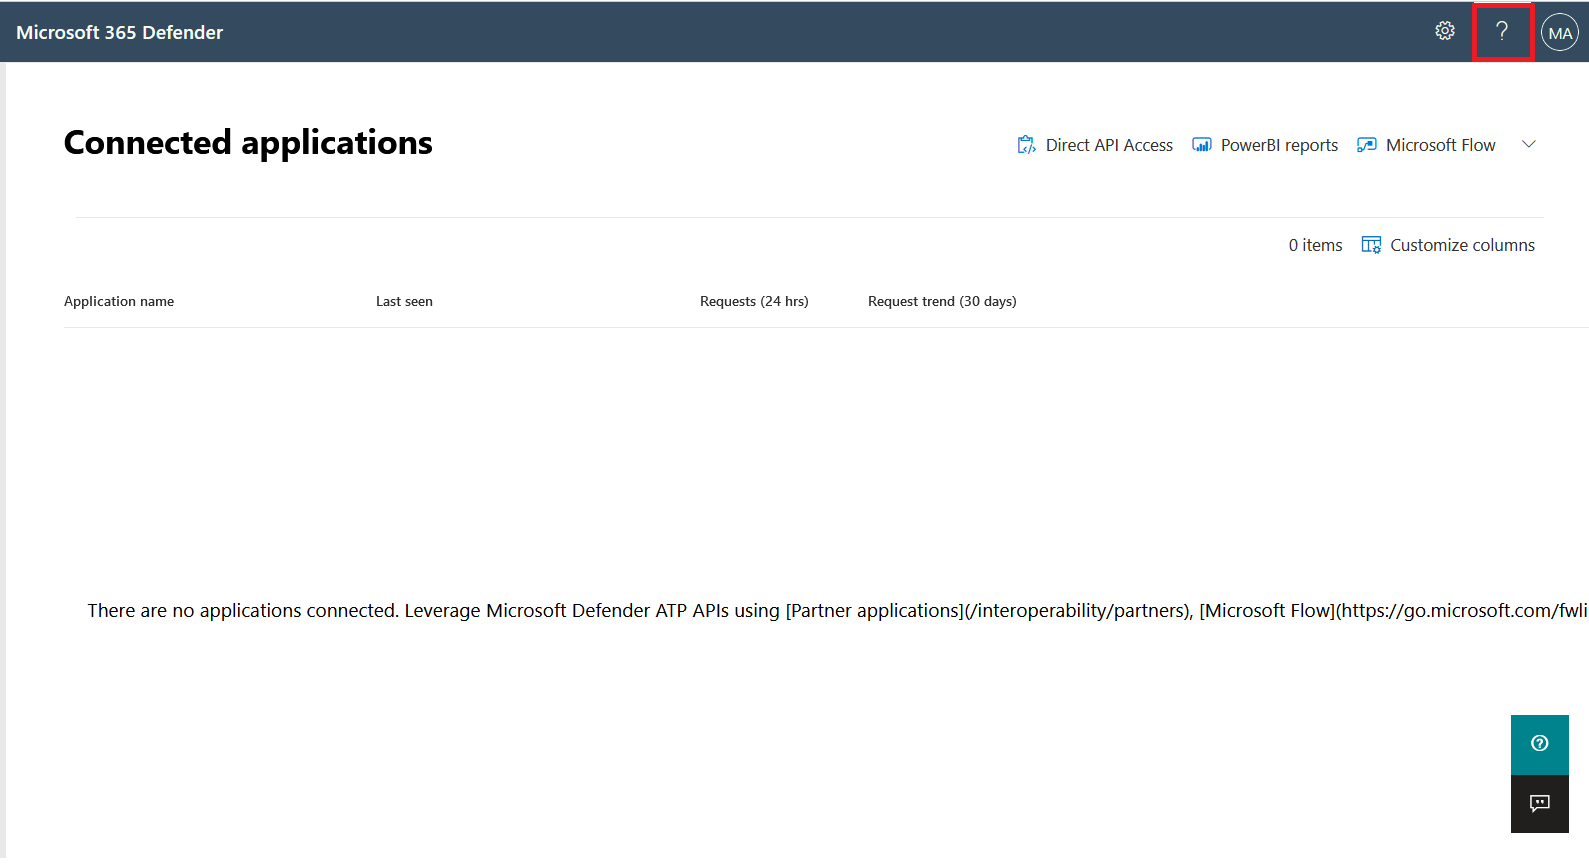 Microsoft 365 Defender ? MA
Connected applications
Direct API Access PowerBI reports Microsoft Flow
0 items Customize columns
Application name Last seen Requests (24 hrs) Request trend (30 days)
There are no applications connected. Leverage Microsoft Defender ATP APIs using [Partner applications](/interoperability/partners), [Microsoft Flow](https://go.microsoft.com/fwli